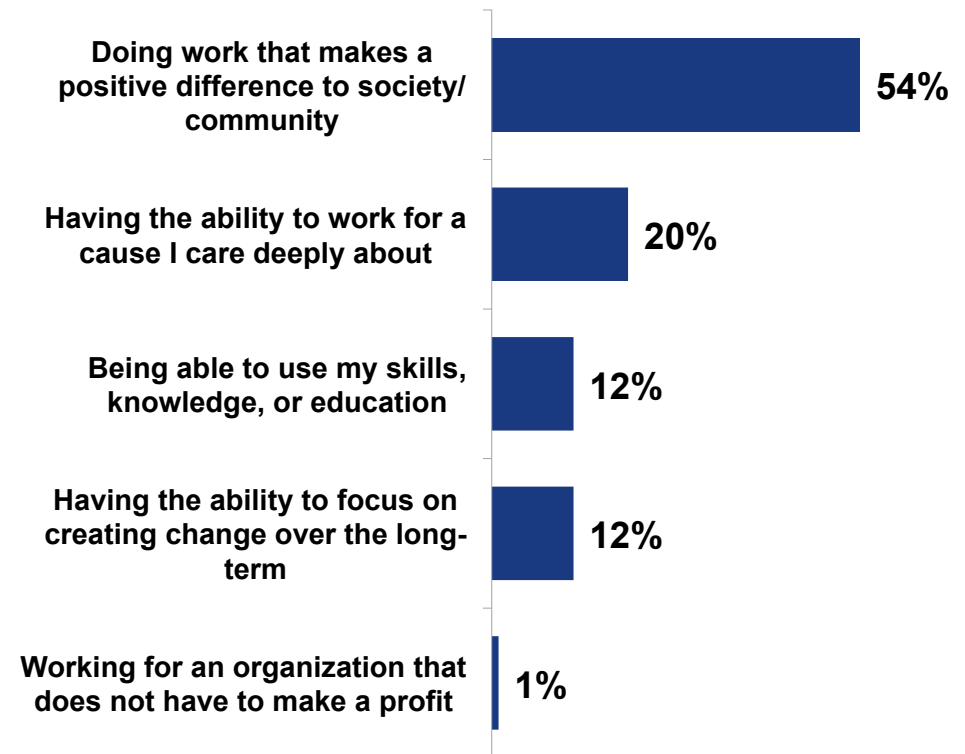 Doing work that makes a
positive difference to society/
community
54%
Having the ability to work for a
cause I care deeply about
20%
Being able to use my skills,
knowledge, or education
12%
Having the ability to focus on
creating change over the long-
term
12%
Working for an organization that
does not have to make a profit
1%